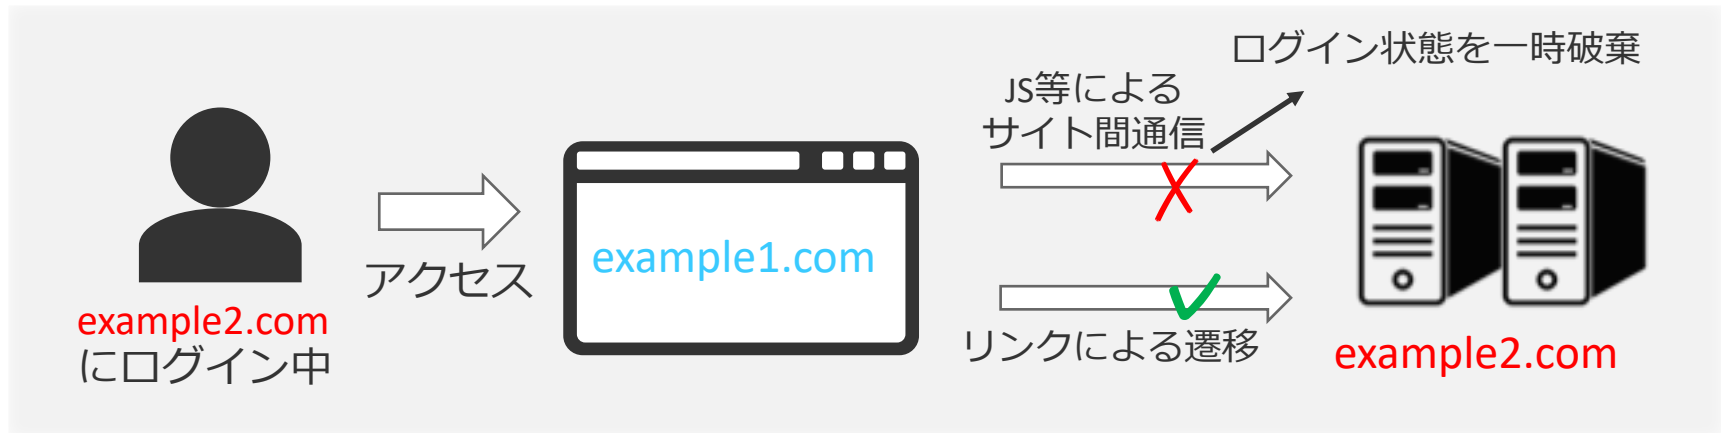 example2.com
にログイン中
アクセス
example1.com
JS等による
サイト間通信
ログイン状態を一時破棄
リンクによる遷移
example2.com